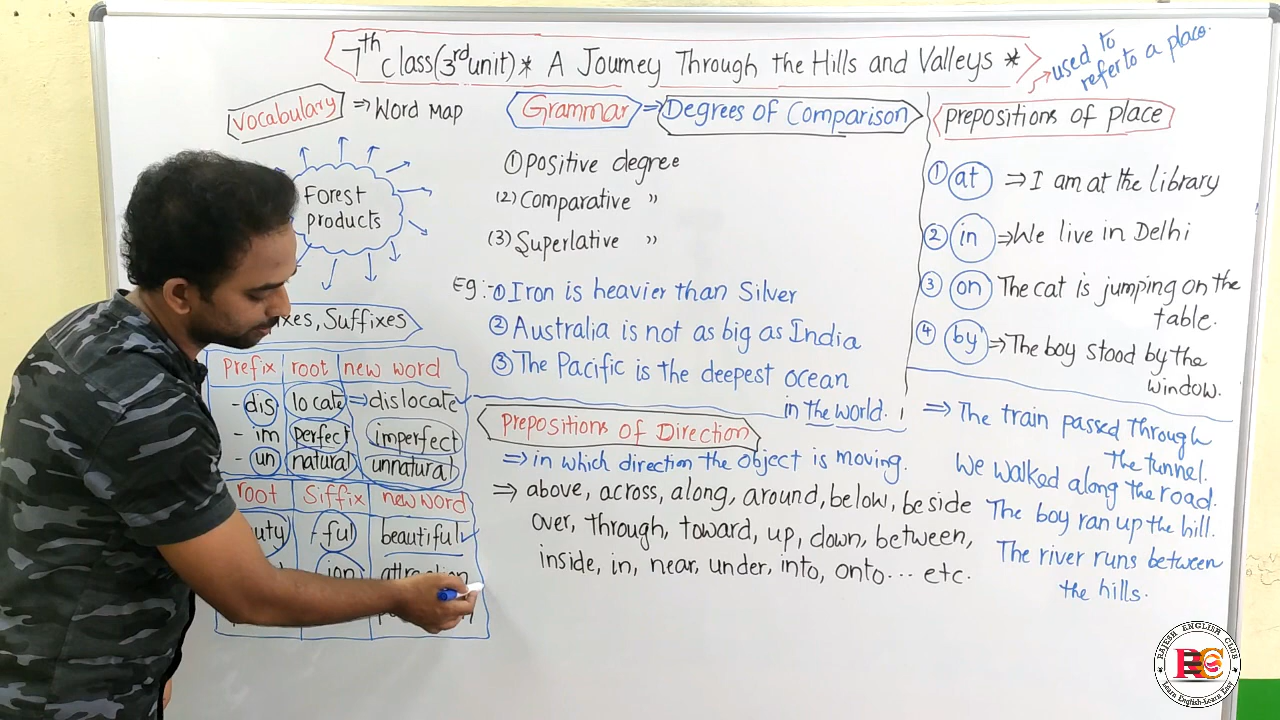 7th class (3rd unit) * A Journey Through the Hills and Valleys *
used to
refer to a place.
Vocabulary ⇒ Word Map
Forest
products
Suffixes
prefix root new word
- dis locate ⇒ dislocate
- im perfect imperfect
- un natural unnatural
root Siffix new word
- ful beautiful
ion attraction
Grammar ⇒ Degrees of Comparison
① Positive degree
(2) Comparative "
(3) Superlative "
Eg:- ① Iron is heavier than Silver
② Australia is not as big as India
③ The Pacific is the deepest ocean
in the world.
Prepositions of Direction
⇒ in which direction the object is moving.
⇒ above, across, along, around, below, beside
over, through, toward, up, down, between,
inside, in, near, under, into, onto... etc.
prepositions of place
① at ⇒ I am at the library
② in ⇒ We live in Delhi
③ on The cat is jumping on the
table.
④ by ⇒ The boy stood by the
window.
⇒ The train passed through
the tunnel.
We walked along the road.
The boy ran up the hill.
The river runs between
the hills.
RAJESH ENGLISH CLUB